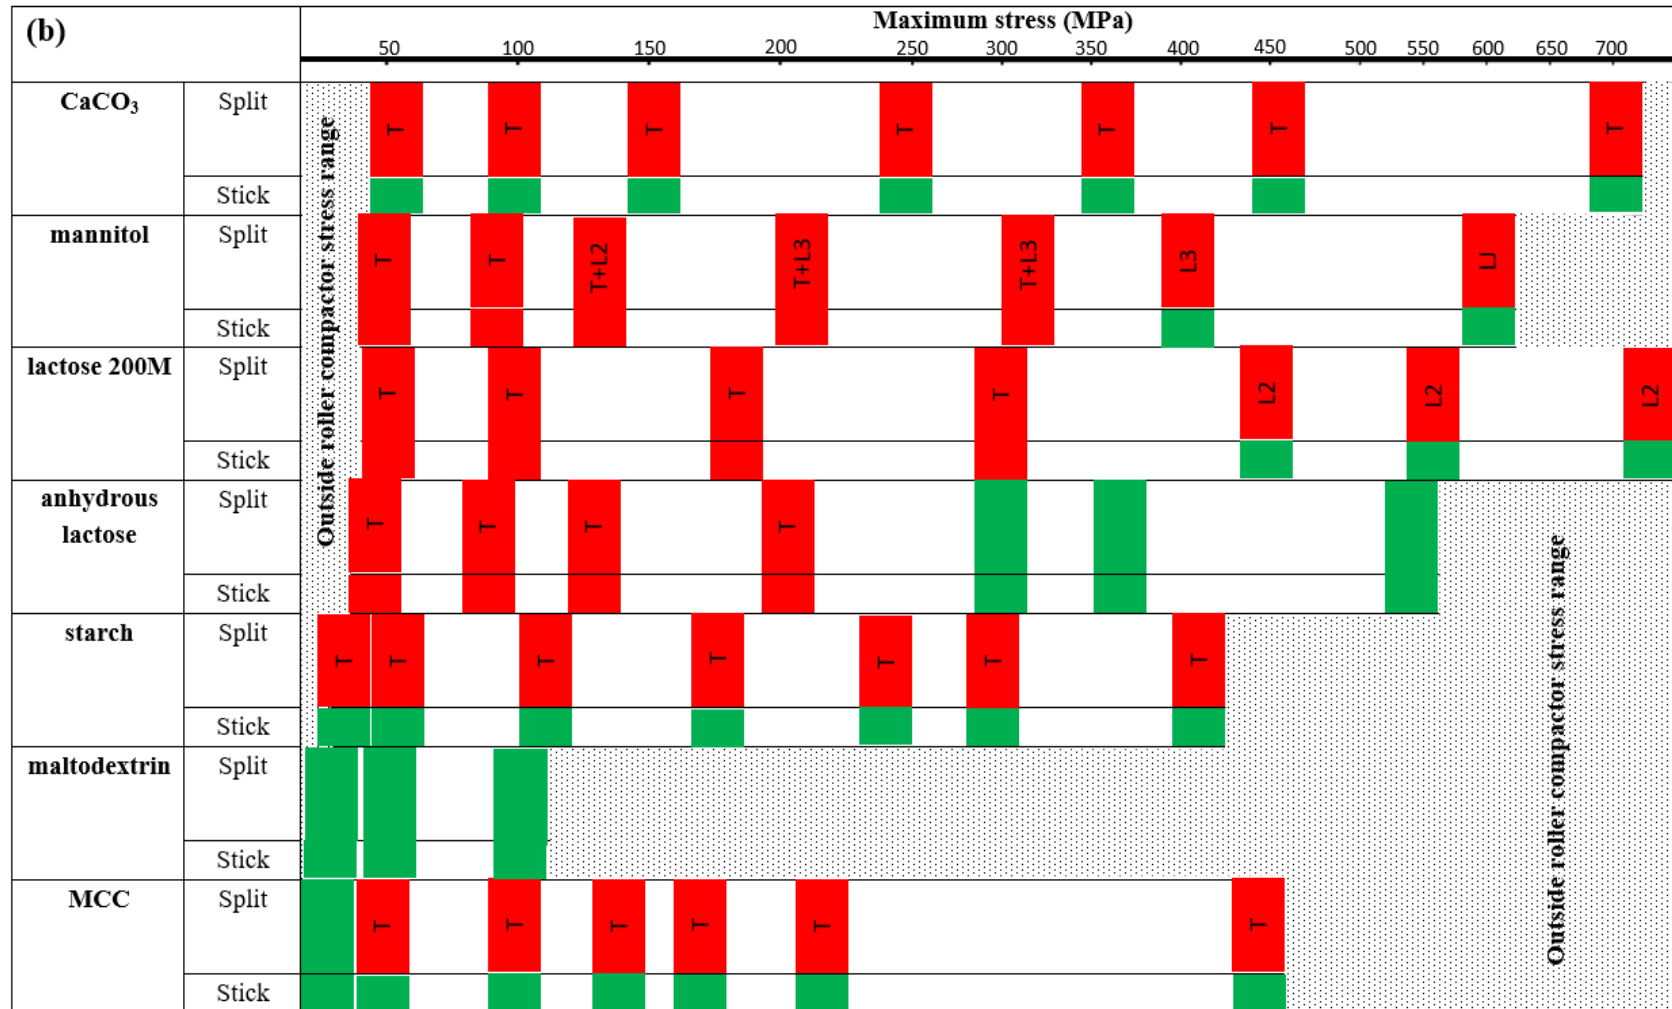 (b)
Maximum stress (MPa)
50 100 150 200 250 300 350 400 450 500 550 600 650 700
CaCO₃ Split T T T T T T T
Stick
Outside roller compactor stress range
mannitol Split T T T+L2 T+L3 T+L3 L3 LJ
Stick
lactose 200M Split T T T T L2 L2 L2
Stick
anhydrous
lactose
Split T T T T
Stick
Outside roller compactor stress range
starch Split T T T T T T T
Stick
maltodextrin Split
Stick
MCC Split T T T T T T
Stick